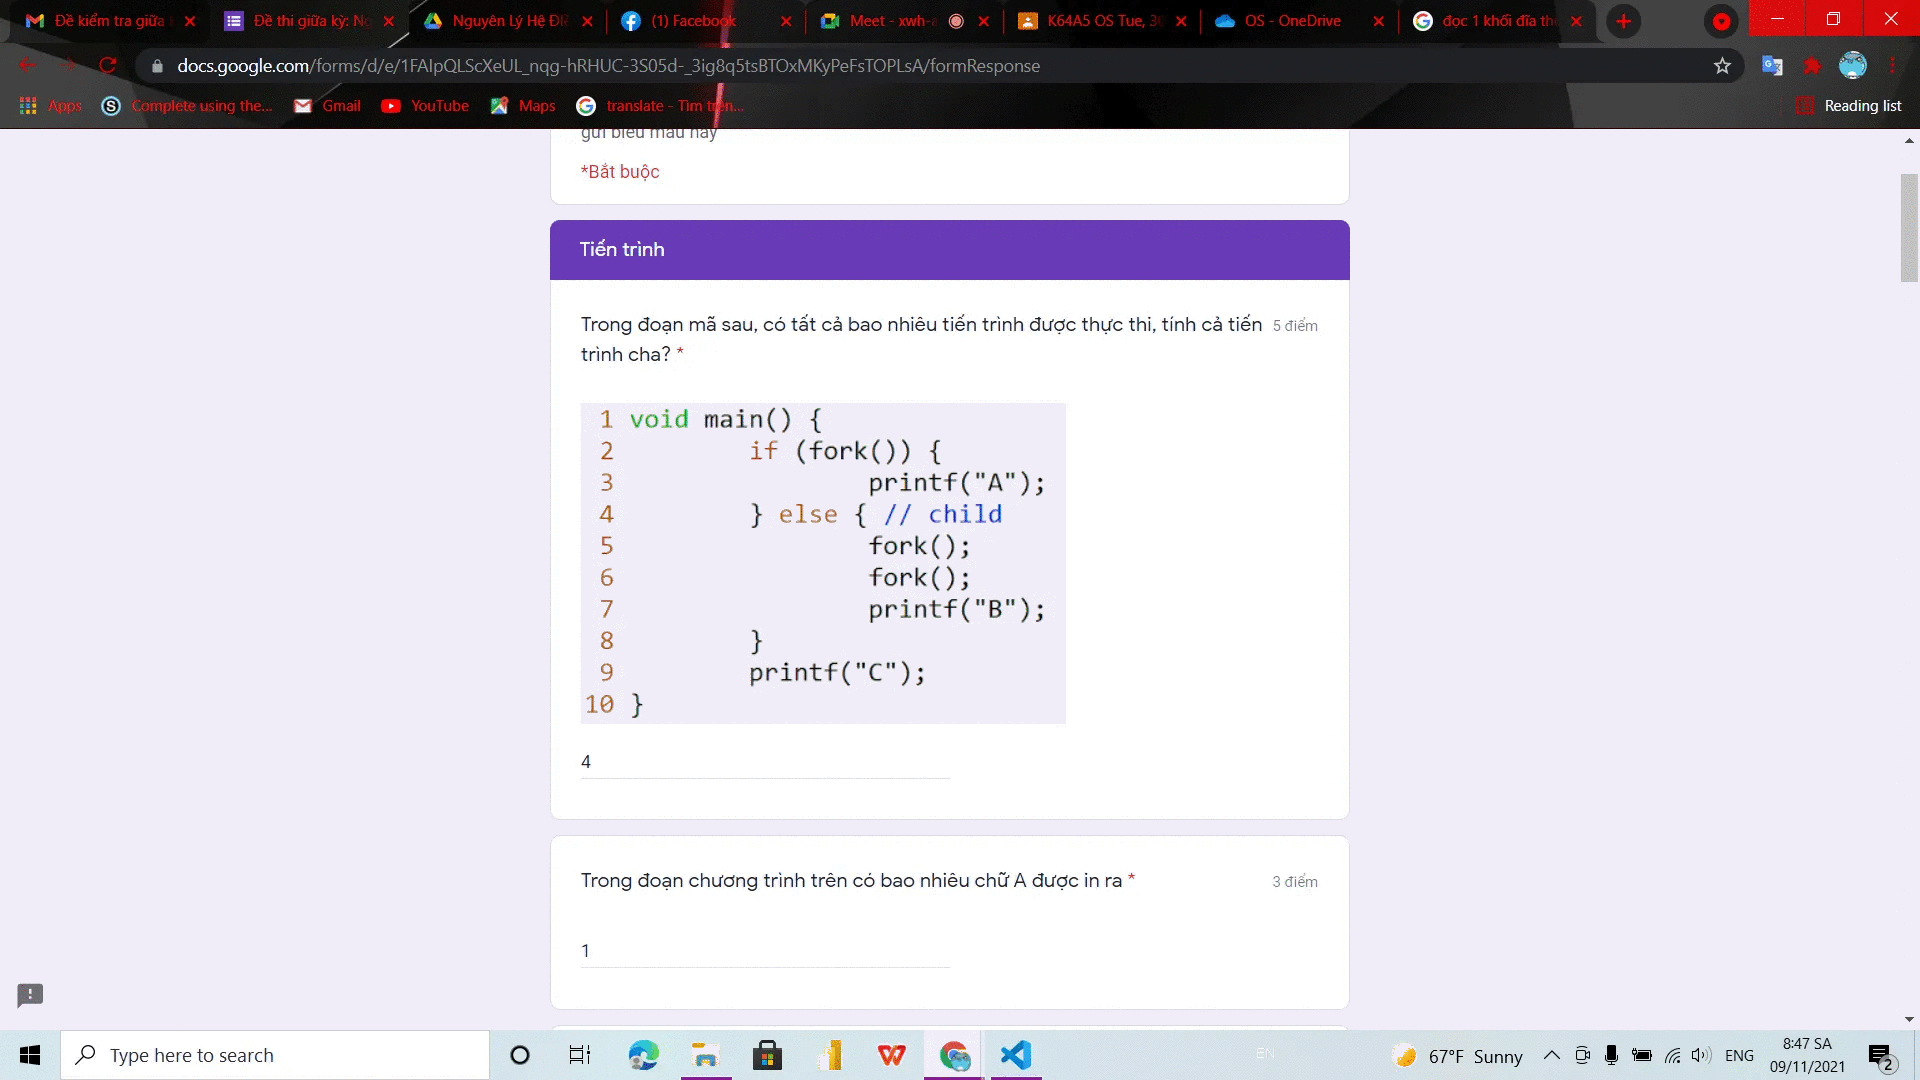 Đề kiểm tra giữa
Đề thi giữa kỳ: Ng
Nguyên Lý Hệ Đi
(1) Facebook
Meet - xwh-a
K64A5 OS Tue, 30
OS - OneDrive
đọc 1 khối đĩa th
docs.google.com/forms/d/e/1FAIpQLScXeUL_nqg-hRHUC-3S05d-_3ig8q5tsBTOxMKyPeFsTOPLsA/formResponse
Apps
Complete using the...
Gmail
YouTube
Maps
translate - Tìm trên...
Reading list
gửi biểu mẫu này
*Bắt buộc
Tiến trình
Trong đoạn mã sau, có tất cả bao nhiêu tiến trình được thực thi, tính cả tiến 5 điểm
trình cha? *
1 void main() {
2 if (fork()) {
3 printf("A");
4 } else { // child
5 fork();
6 fork();
7 printf("B");
8 }
9 printf("C");
10 }
4
Trong đoạn chương trình trên có bao nhiêu chữ A được in ra * 3 điểm
1
Type here to search
EN
67°F Sunny
ENG
8:47 SA
09/11/2021
2